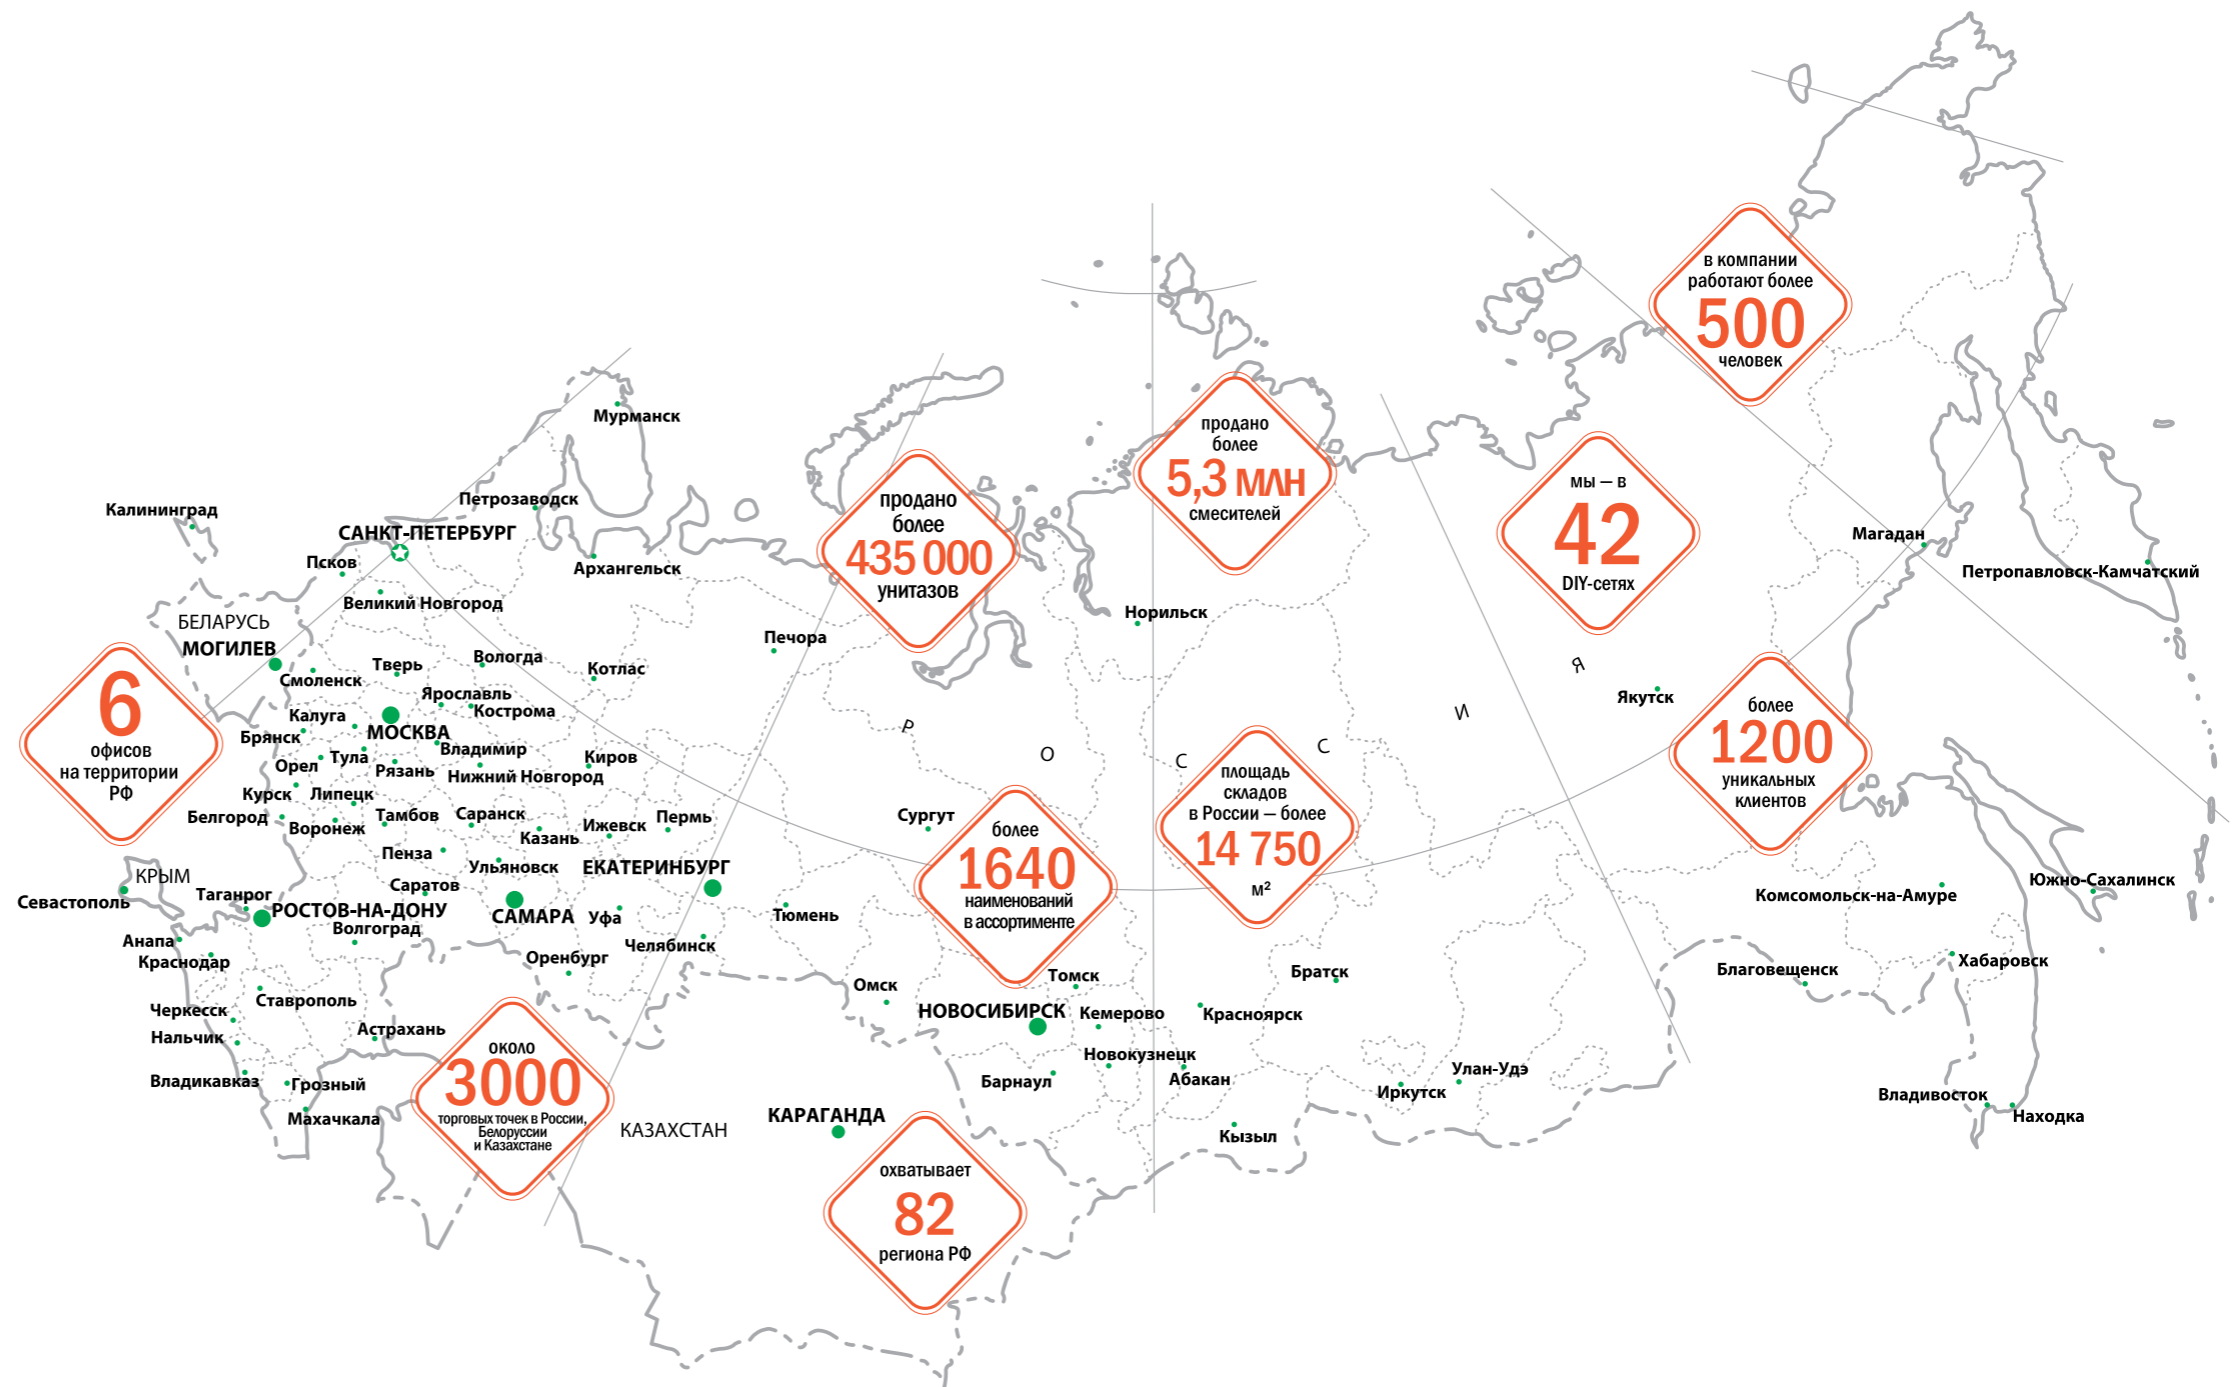 в компании
работают более
500
человек
Мурманск
продано
более
5,3 млн
смесителей
мы – в
42
DIY-сетях
продано
более
435 000
унитазов
Петрозаводск
Калининград
САНКТ-ПЕТЕРБУРГ
Псков
Архангельск
Великий Новгород
Магадан
Петропавловск-Камчатский
Норильск
БЕЛАРУСЬ
МОГИЛЕВ
Печора
Тверь
Вологда
Котлас
Смоленск
Ярославль
Кострома
Якутск
6
офисов
на территории
РФ
Калуга
Брянск
МОСКВА
Владимир
Орел
Тула
Рязань
Нижний Новгород
Киров
Р О С С И Я
более
1200
уникальных
клиентов
площадь
складов
в России – более
14 750
м²
Курск
Липецк
Белгород
Воронеж
Тамбов
Саранск
Казань
Ижевск
Пермь
Сургут
более
1640
наименований
в ассортименте
Пенза
Ульяновск
ЕКАТЕРИНБУРГ
КРЫМ
Севастополь
Таганрог
Саратов
РОСТОВ-НА-ДОНУ
Волгоград
САМАРА
Уфа
Тюмень
Комсомольск-на-Амуре
Южно-Сахалинск
Анапа
Краснодар
Челябинск
Оренбург
Омск
Томск
Братск
Благовещенск
Хабаровск
Ставрополь
Черкесск
НОВОСИБИРСК
Кемерово
Красноярск
Нальчик
Астрахань
Новокузнецк
Барнаул
Абакан
Улан-Удэ
Иркутск
Владикавказ
Грозный
Махачкала
Владивосток
Находка
около
3000
торговых точек в России,
Белоруссии
и Казахстане
КАЗАХСТАН
КАРАГАНДА
Кызыл
охватывает
82
региона РФ